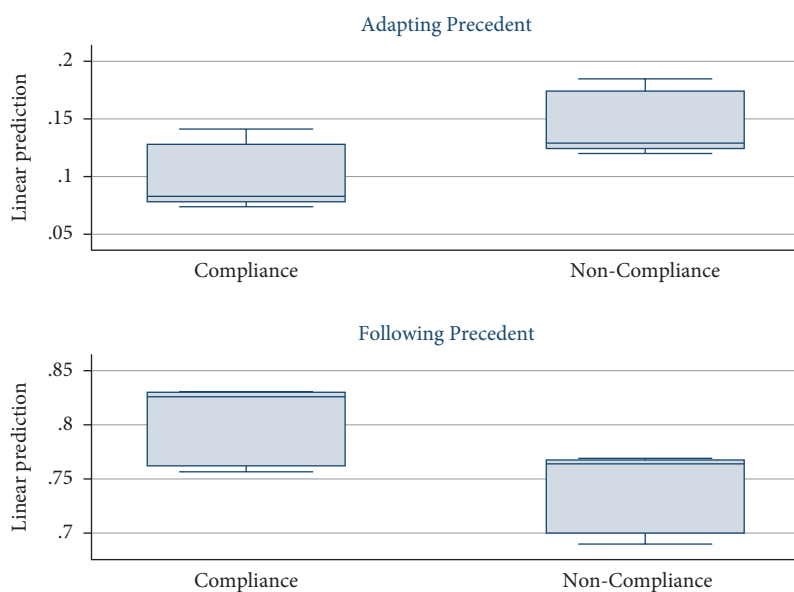 Adapting Precedent
Linear prediction
.2
.15
.1
.05
Compliance
Non-Compliance
Following Precedent
Linear prediction
.85
.8
.75
.7
Compliance
Non-Compliance